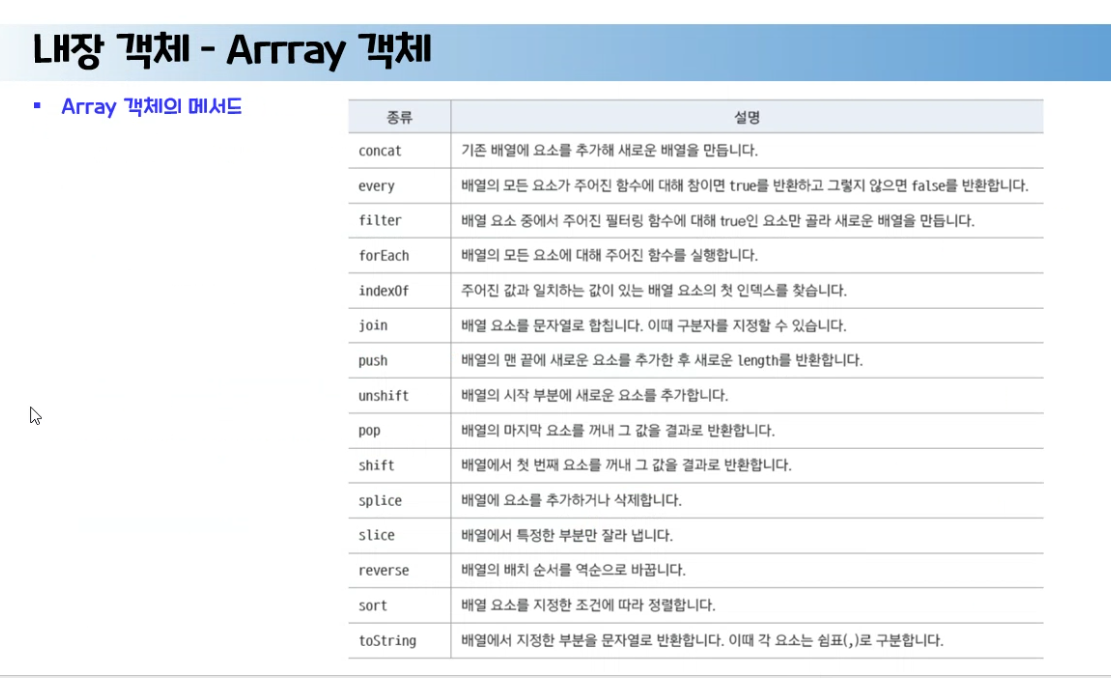 내장 객체 - Arrray 객체
▪ Array 객체의 메서드
종류 설명
concat 기존 배열에 요소를 추가해 새로운 배열을 만듭니다.
every 배열의 모든 요소가 주어진 함수에 대해 참이면 true를 반환하고 그렇지 않으면 false를 반환합니다.
filter 배열 요소 중에서 주어진 필터링 함수에 대해 true인 요소만 골라 새로운 배열을 만듭니다.
forEach 배열의 모든 요소에 대해 주어진 함수를 실행합니다.
indexOf 주어진 값과 일치하는 값이 있는 배열 요소의 첫 인덱스를 찾습니다.
join 배열 요소를 문자열로 합칩니다. 이때 구분자를 지정할 수 있습니다.
push 배열의 맨 끝에 새로운 요소를 추가한 후 새로운 length를 반환합니다.
unshift 배열의 시작 부분에 새로운 요소를 추가합니다.
pop 배열의 마지막 요소를 꺼내 그 값을 결과로 반환합니다.
shift 배열에서 첫 번째 요소를 꺼내 그 값을 결과로 반환합니다.
splice 배열에 요소를 추가하거나 삭제합니다.
slice 배열에서 특정한 부분만 잘라 냅니다.
reverse 배열의 배치 순서를 역순으로 바꿉니다.
sort 배열 요소를 지정한 조건에 따라 정렬합니다.
toString 배열에서 지정한 부분을 문자열로 반환합니다. 이때 각 요소는 쉼표(,)로 구분합니다.